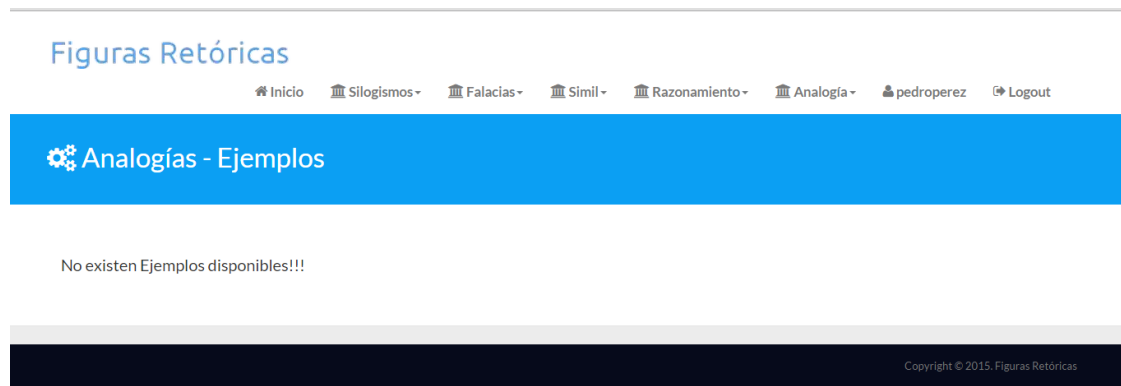 Figuras Retóricas
Inicio Silogismos Falacias Simil Razonamiento Analogía pedroperez Logout
Analogías - Ejemplos
No existen Ejemplos disponibles!!!
Copyright © 2015. Figuras Retóricas